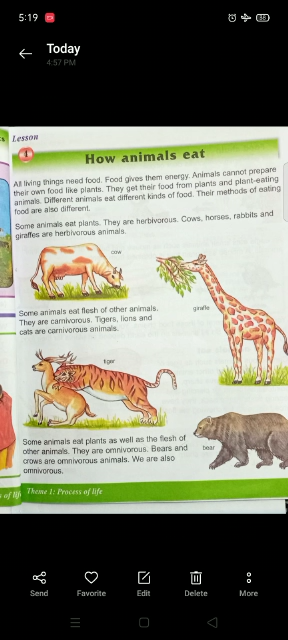 5:19
Today
4:57 PM
Lesson
1
How animals eat
All living things need food. Food gives them energy. Animals cannot prepare
their own food like plants. They get their food from plants and plant-eating
animals. Different animals eat different kinds of food. Their methods of eating
food are also different.
Some animals eat plants. They are herbivorous. Cows, horses, rabbits and
giraffes are herbivorous animals.
cow
giraffe
Some animals eat flesh of other animals.
They are carnivorous. Tigers, lions and
cats are carnivorous animals.
tiger
Some animals eat plants as well as the flesh of
other animals. They are omnivorous. Bears and
crows are omnivorous animals. We are also
omnivorous.
bear
Theme 1: Process of life
Send
Favorite
Edit
Delete
More